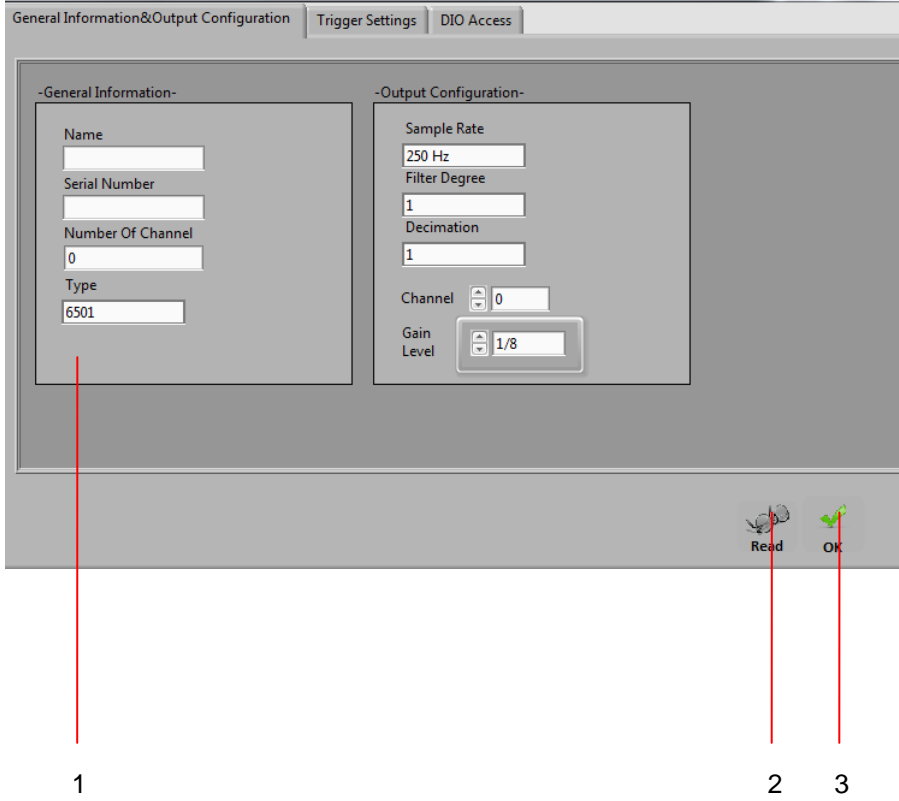 General Information&Output Configuration
Trigger Settings
DIO Access
-General Information-
Name
Serial Number
Number Of Channel
0
Type
6501
-Output Configuration-
Sample Rate
250 Hz
Filter Degree
1
Decimation
1
Channel 0
Gain
Level
1/8
Read
OK
1
2
3